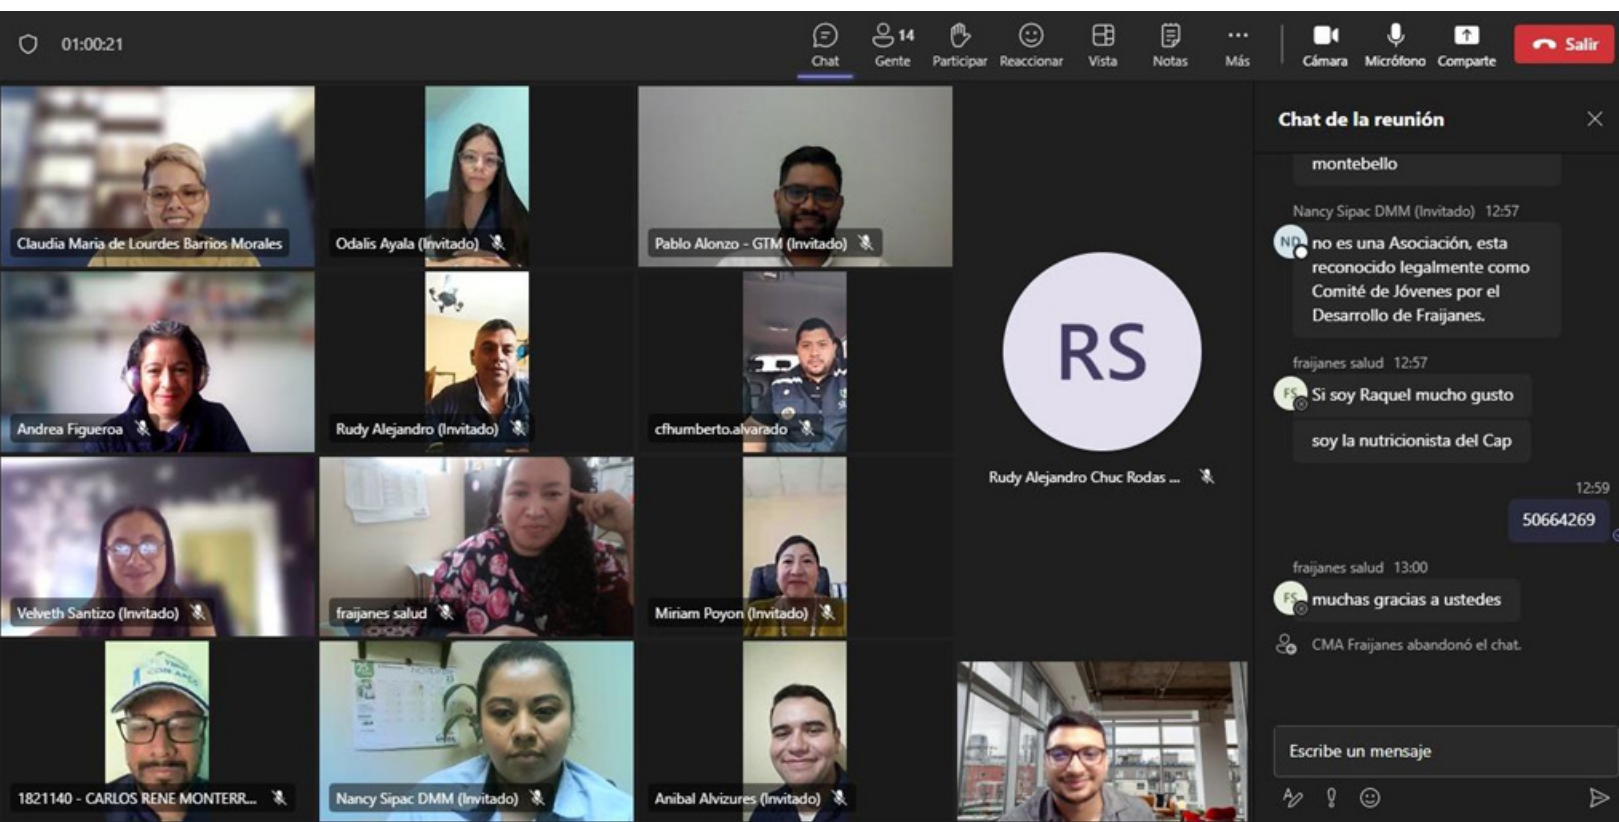 01:00:21
Chat
14
Gente
Participar
Reaccionar
Vista
Notas
Más
Cámara
Micrófono
Comparte
Salir
Claudia Maria de Lourdes Barrios Morales
Odalis Ayala (Invitado)
Pablo Alonzo - GTM (Invitado)
Andrea Figueroa
Rudy Alejandro (Invitado)
cfhumberto.alvarado
RS
Rudy Alejandro Chuc Rodas ...
Velveth Santizo (Invitado)
fraijanes salud
Miriam Poyon (Invitado)
1821140 - CARLOS RENE MONTERR...
Nancy Sipac DMM (Invitado)
Anibal Alvizures (Invitado)
Chat de la reunión
montebello
Nancy Sipac DMM (Invitado) 12:57
ND
no es una Asociación, esta
reconocido legalmente como
Comité de Jóvenes por el
Desarrollo de Fraijanes.
fraijanes salud 12:57
FS
Si soy Raquel mucho gusto
soy la nutricionista del Cap
12:59
50664269
fraijanes salud 13:00
FS
muchas gracias a ustedes
CMA Fraijanes abandonó el chat.
Escribe un mensaje